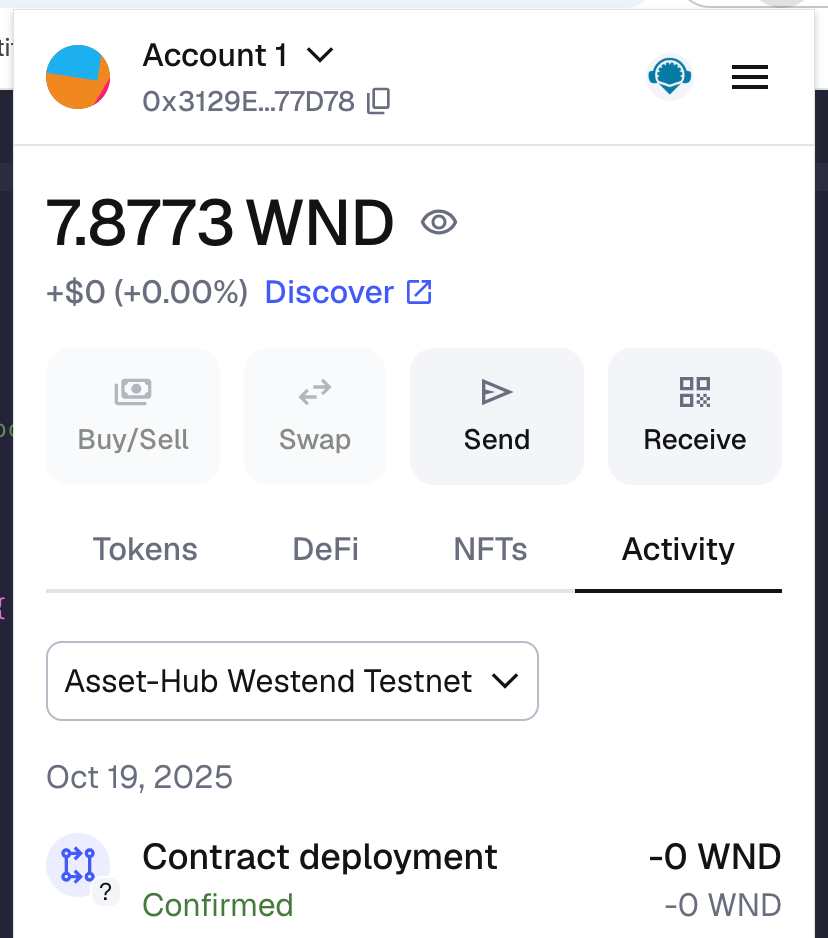 Account 1
0x3129E...77D78
7.8773 WND
+$0 (+0.00%) Discover
Buy/Sell
Swap
Send
Receive
Tokens
DeFi
NFTs
Activity
Asset-Hub Westend Testnet
Oct 19, 2025
Contract deployment
-0 WND
?
Confirmed
-0 WND